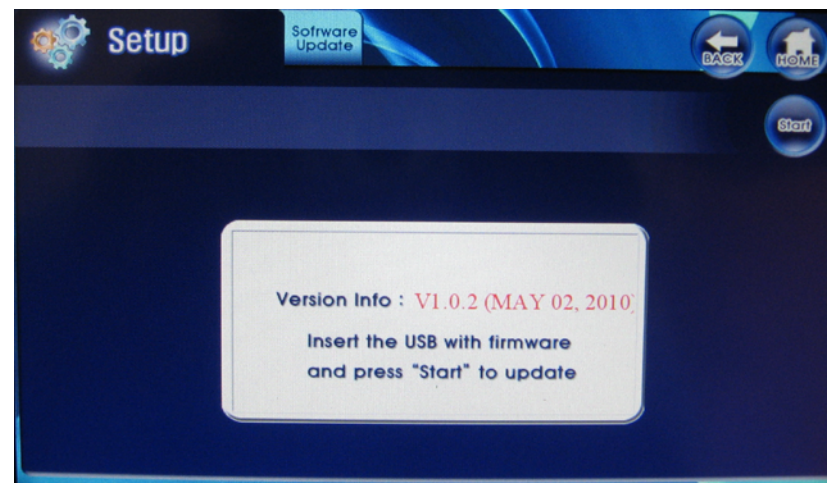 Setup
Sofrware
Update
BACK
HOME
Start
Version Info : V1.0.2 (MAY 02, 2010)
Insert the USB with firmware
and press "Start" to update